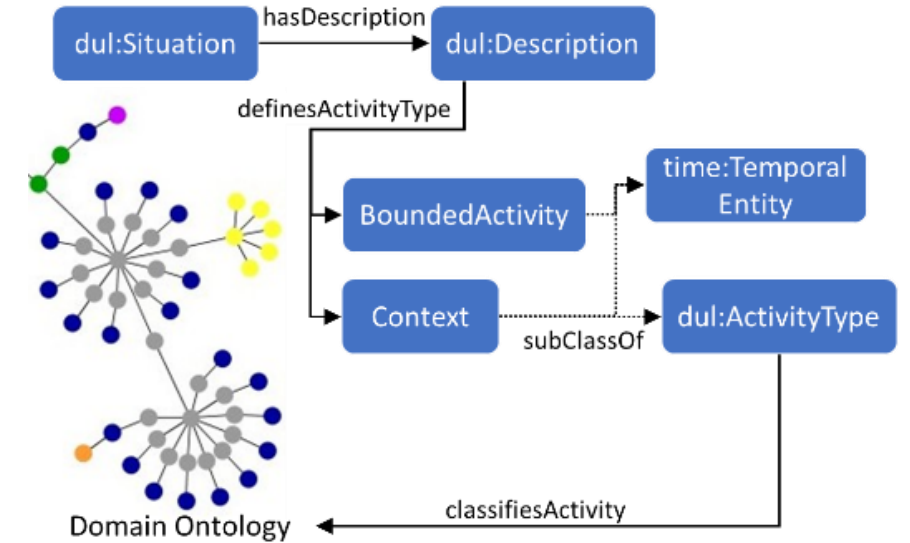 hasDescription
dul:Situation
dul:Description
definesActivityType
time:Temporal
Entity
BoundedActivity
Context
dul:ActivityType
subClassOf
classifiesActivity
Domain Ontology